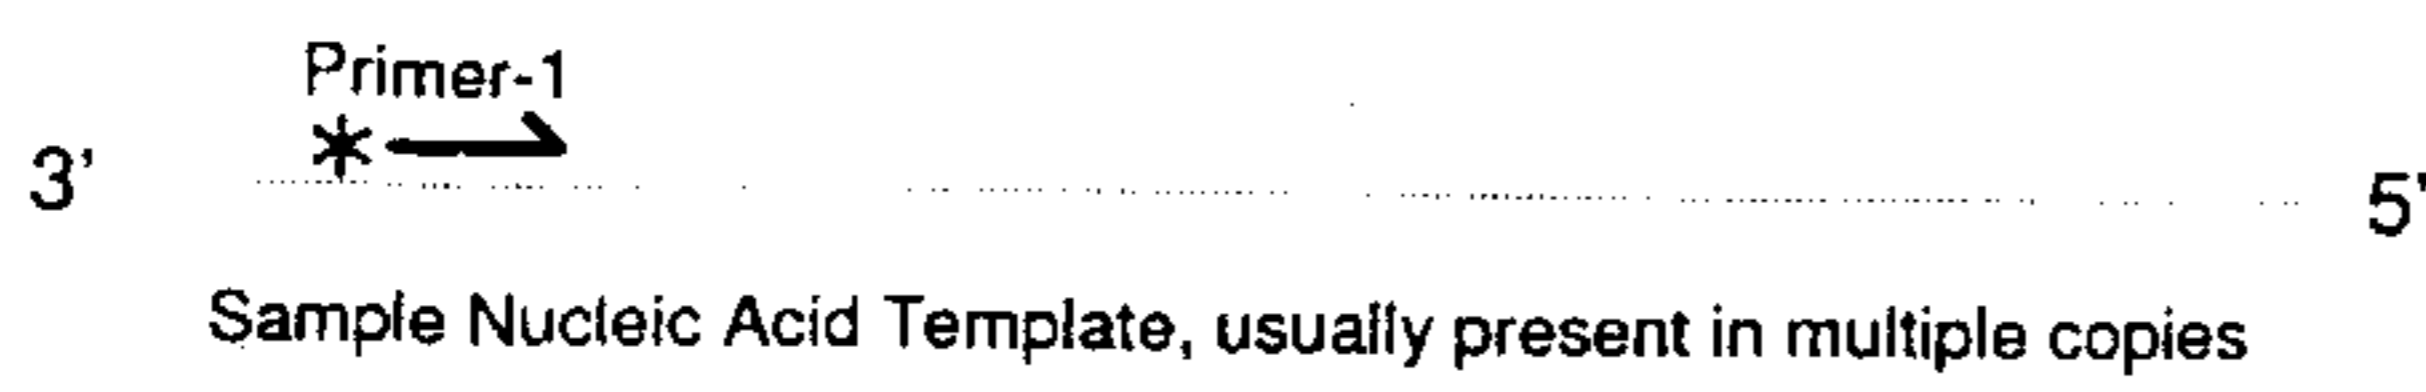 Primer-1
3' 5'
Sample Nucleic Acid Template, usually present in multiple copies